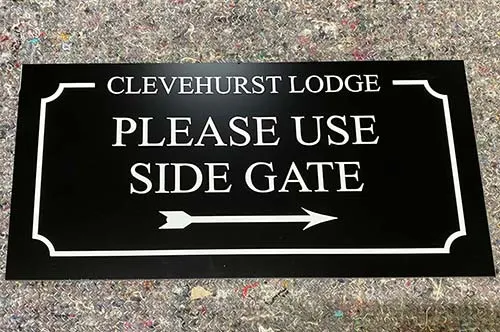 CLEVEHURST LODGE
PLEASE USE
SIDE GATE